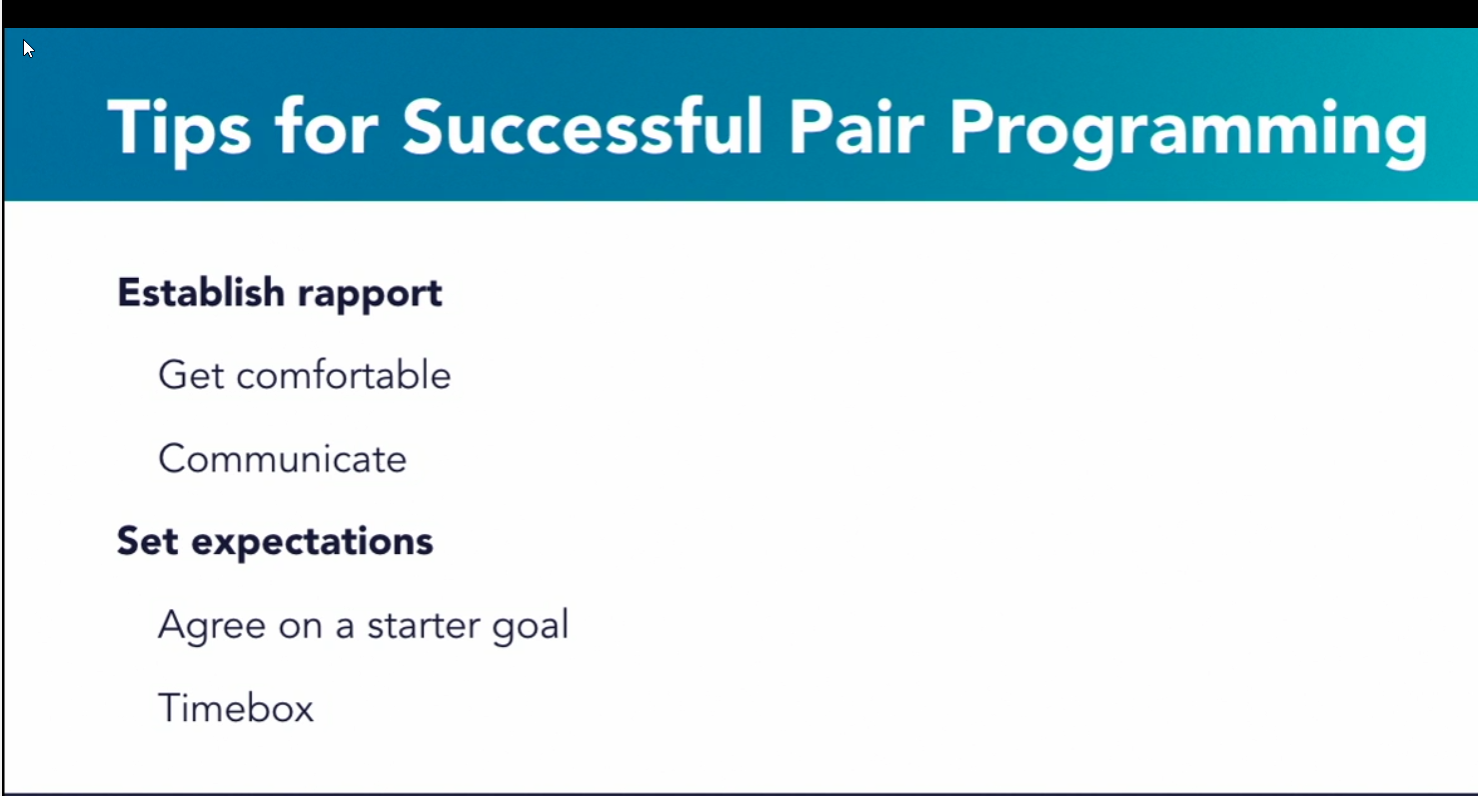 Tips for Successful Pair Programming
Establish rapport
Get comfortable
Communicate
Set expectations
Agree on a starter goal
Timebox